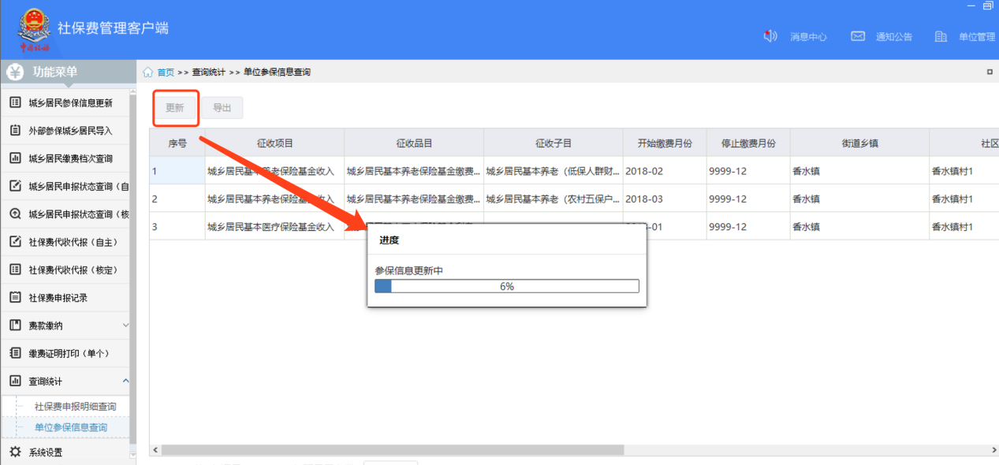 社保费管理客户端
消息中心 通知公告 单位管理
功能菜单
首页 >> 查询统计 >> 单位参保信息查询
城乡居民参保信息更新
外部参保城乡居民导入
城乡居民缴费档次查询
城乡居民申报状态查询（自
城乡居民申报状态查询（核
社保费代收代报（自主）
社保费代收代报（核定）
社保费申报记录
费款缴纳
缴费证明打印（单个）
查询统计
社保费申报明细查询
单位参保信息查询
系统设置
更新 导出
序号 征收项目 征收品目 征收子目 开始缴费月份 停止缴费月份 街道乡镇 社区
1 城乡居民基本养老保险基金收入 城乡居民基本养老保险基金缴费... 城乡居民基本养老（低保人群财... 2018-02 9999-12 香水镇 香水镇村1
2 城乡居民基本养老保险基金收入 城乡居民基本养老保险基金缴费... 城乡居民基本养老（农村五保户... 2018-03 9999-12 香水镇 香水镇村1
3 城乡居民基本医疗保险基金收入 -01 9999-12 香水镇 香水镇村1
进度
参保信息更新中
6%